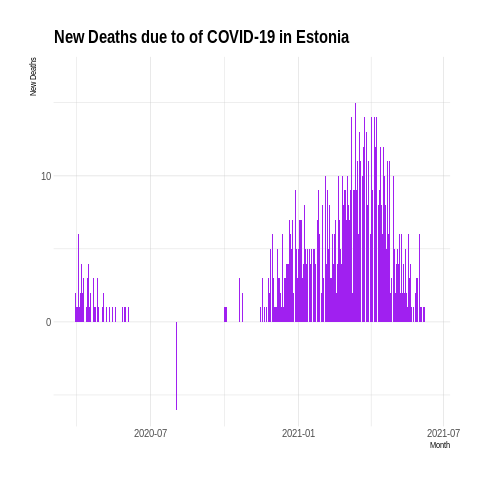 New Deaths due to of COVID-19 in Estonia
New Deaths
10
0
2020-07
2021-01
2021-07
Month